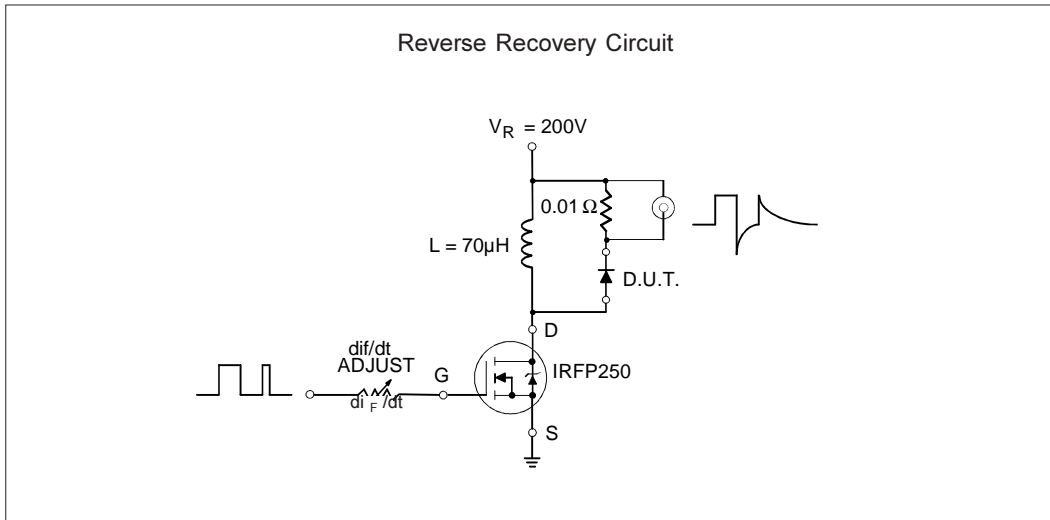 Reverse Recovery Circuit
V_R = 200V
0.01 Ω
L = 70µH
D.U.T.
D
dif/dt
ADJUST
G
IRFP250
di_F/dt
S